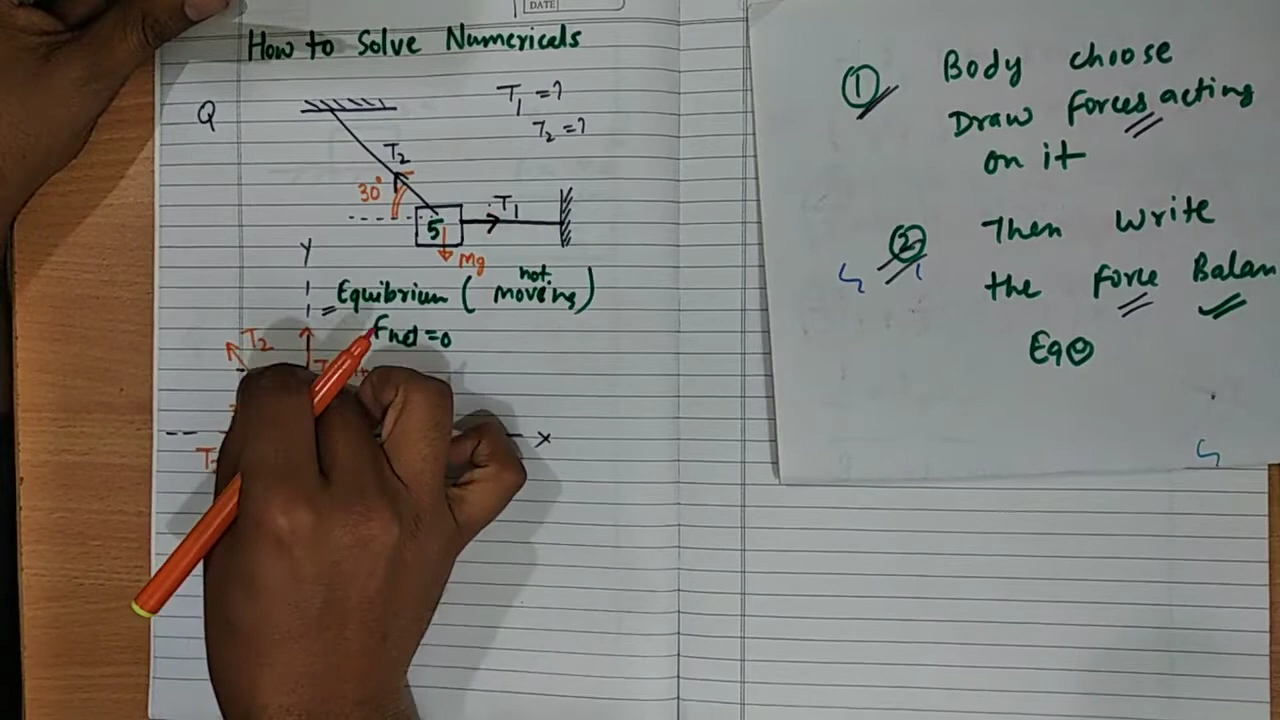 DATE
How to Solve Numericals
Q
T1 = ?
T2 = ?
T2
30°
T1
5
Mg
Y
Equibrium ( not moving )
Fnet = 0
T2
x
① Body choose
Draw forces acting
on it
② Then write
the force Balan
Eq